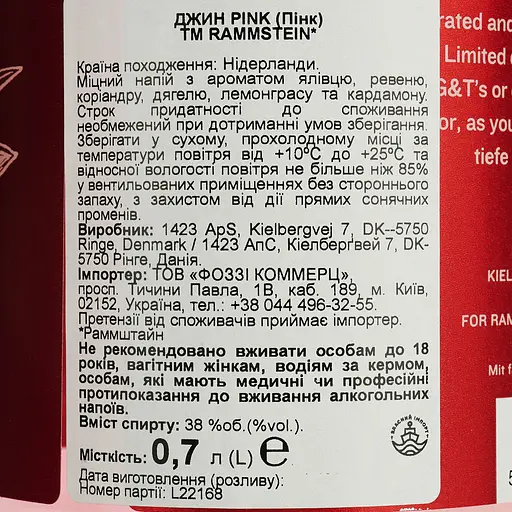 ДЖИН PINK (Пінк)
ТМ RAMMSTEIN*
Країна походження: Нідерланди.
Міцний напій з ароматом ялівцю, ревеню,
коріандру, дягелю, лемонграсу та кардамону.
Строк придатності до споживання
необмежений при дотриманні умов зберігання.
Зберігати у сухому, прохолодному місці за
температури повітря від +10°С до +25°С та
відносної вологості повітря не більше ніж 85%
у вентильованих приміщеннях без стороннього
запаху, з захистом від дії прямих сонячних
променів.
Виробник: 1423 ApS, Kielbergvej 7, DK--5750
Ringe, Denmark / 1423 АпС, Кіелбергвей 7, DK-
5750 Рінге, Данія.
Імпортер: ТОВ «ФОЗЗІ КОММЕРЦ»,
просп. Тичини Павла, 1В, каб. 189, м. Київ,
02152, Україна, тел.: +38 044 496-32-55.
Претензії від споживачів приймає імпортер.
*Раммштайн
Не рекомендовано вживати особам до 18
років, вагітним жінкам, водіям за кермом,
особам, які мають медичні чи професійні
протипоказання до вживання алкогольних
напоїв.
Вміст спирту: 38 %об.(%vol.).
Місткість: 0,7 л (L) e
Дата виготовлення (розливу):
Номер партії: L22168
ВЛАСНИЙ ІМПОРТ
rated and
Limited
G&T's or
or, as you
tiefe
KIEL
FOR RAM
Mit f